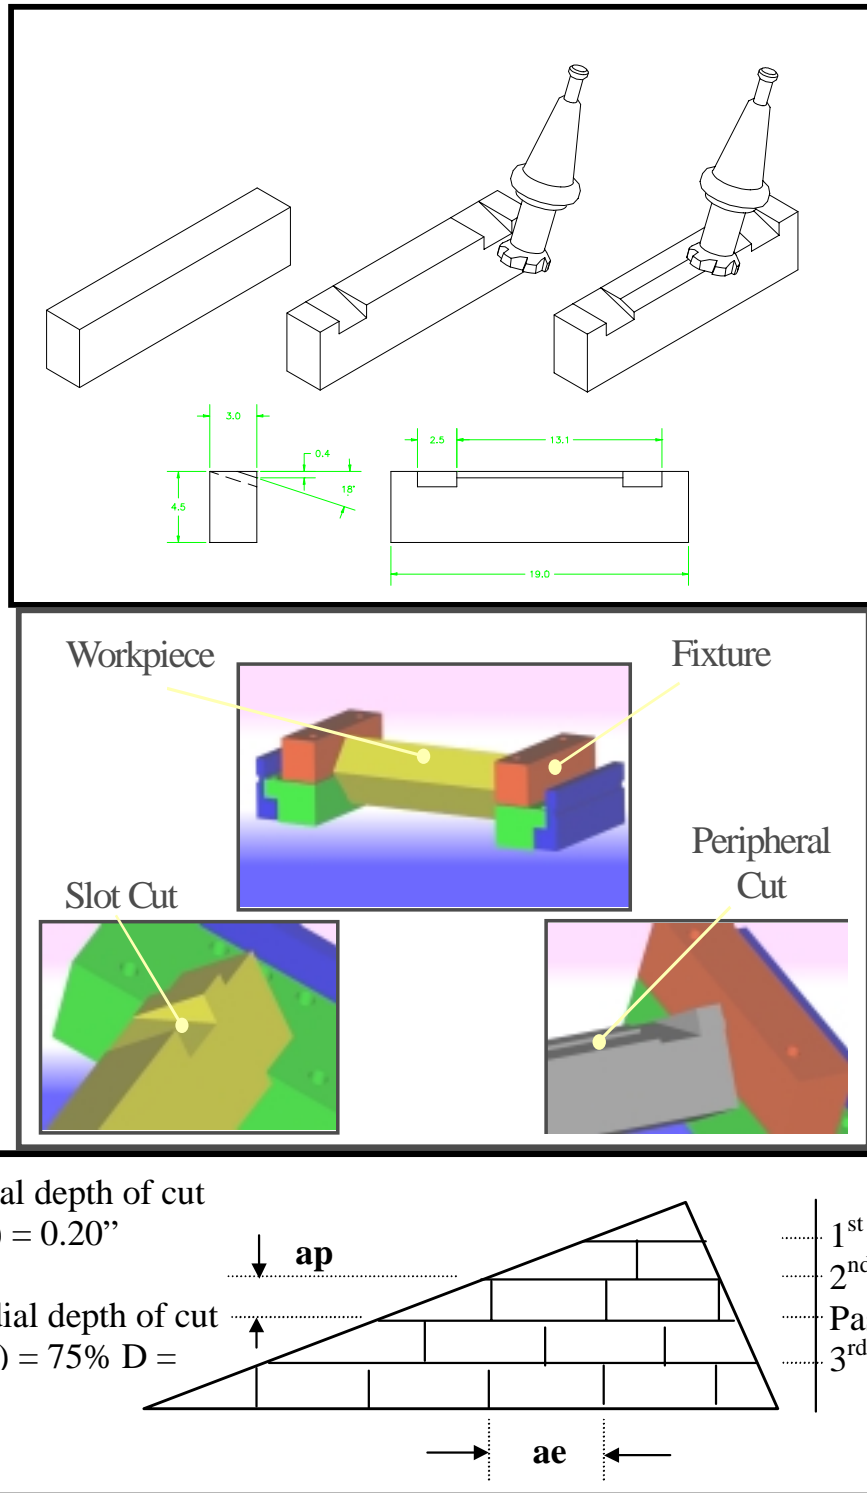 3.0
0.4
18°
4.5
2.5
13.1
19.0
Workpiece
Fixture
Peripheral
Cut
Slot Cut
al depth of cut
) = 0.20”
ap
dial depth of cut
) = 75% D =
1st
2nd
Pa
3rd
ae